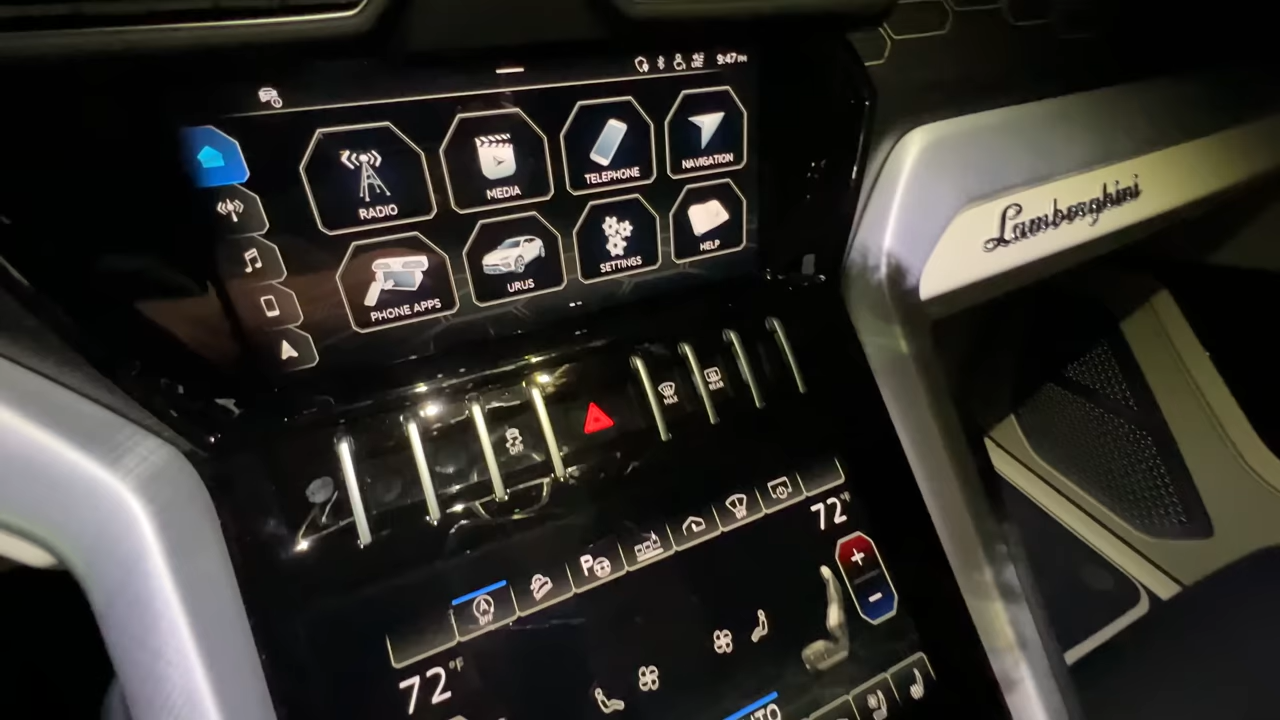 9:47 PM
RADIO
MEDIA
TELEPHONE
NAVIGATION
PHONE APPS
URUS
SETTINGS
HELP
Lamborghini
OFF
MAX
REAR
72°F
P
A
OFF
+
-
72°F